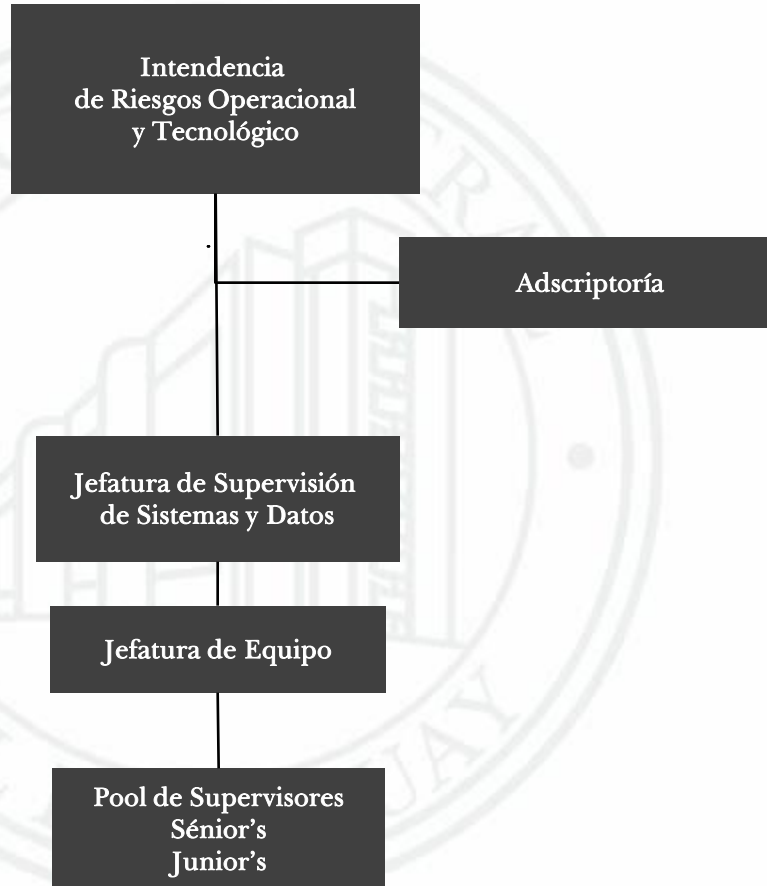 Intendencia
de Riesgos Operacional
y Tecnológico
Adscriptoría
Jefatura de Supervisión
de Sistemas y Datos
Jefatura de Equipo
Pool de Supervisores
Sénior’s
Junior’s